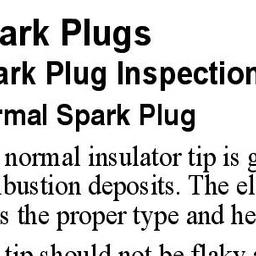 ark Plugs
ark Plug Inspection
rmal Spark Plug
normal insulator tip is g
bustion deposits. The el
s the proper type and he
tip should not be flaky a